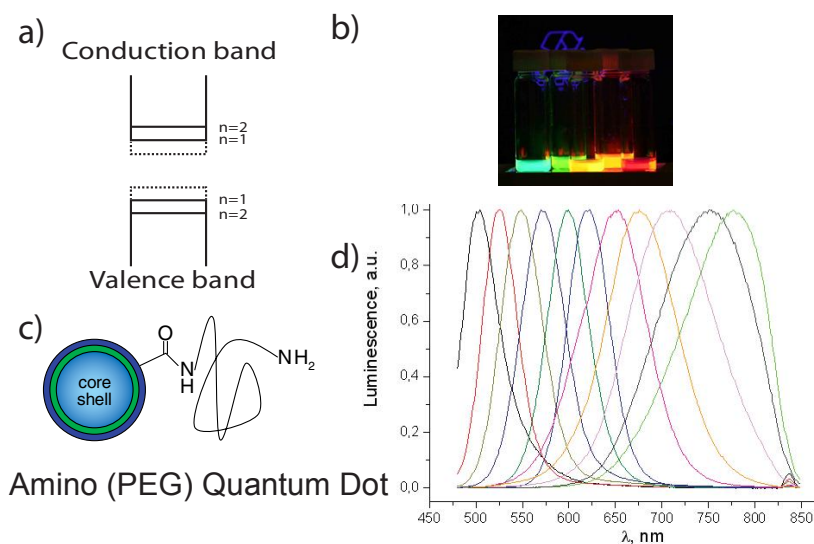 a)
Conduction band
n=2
n=1
n=1
n=2
Valence band
b)
c)
core
shell
O
N
H
NH2
Amino (PEG) Quantum Dot
d)
Luminescence, a.u.
1,0
0,8
0,6
0,4
0,2
0,0
450 500 550 600 650 700 750 800 850
λ, nm